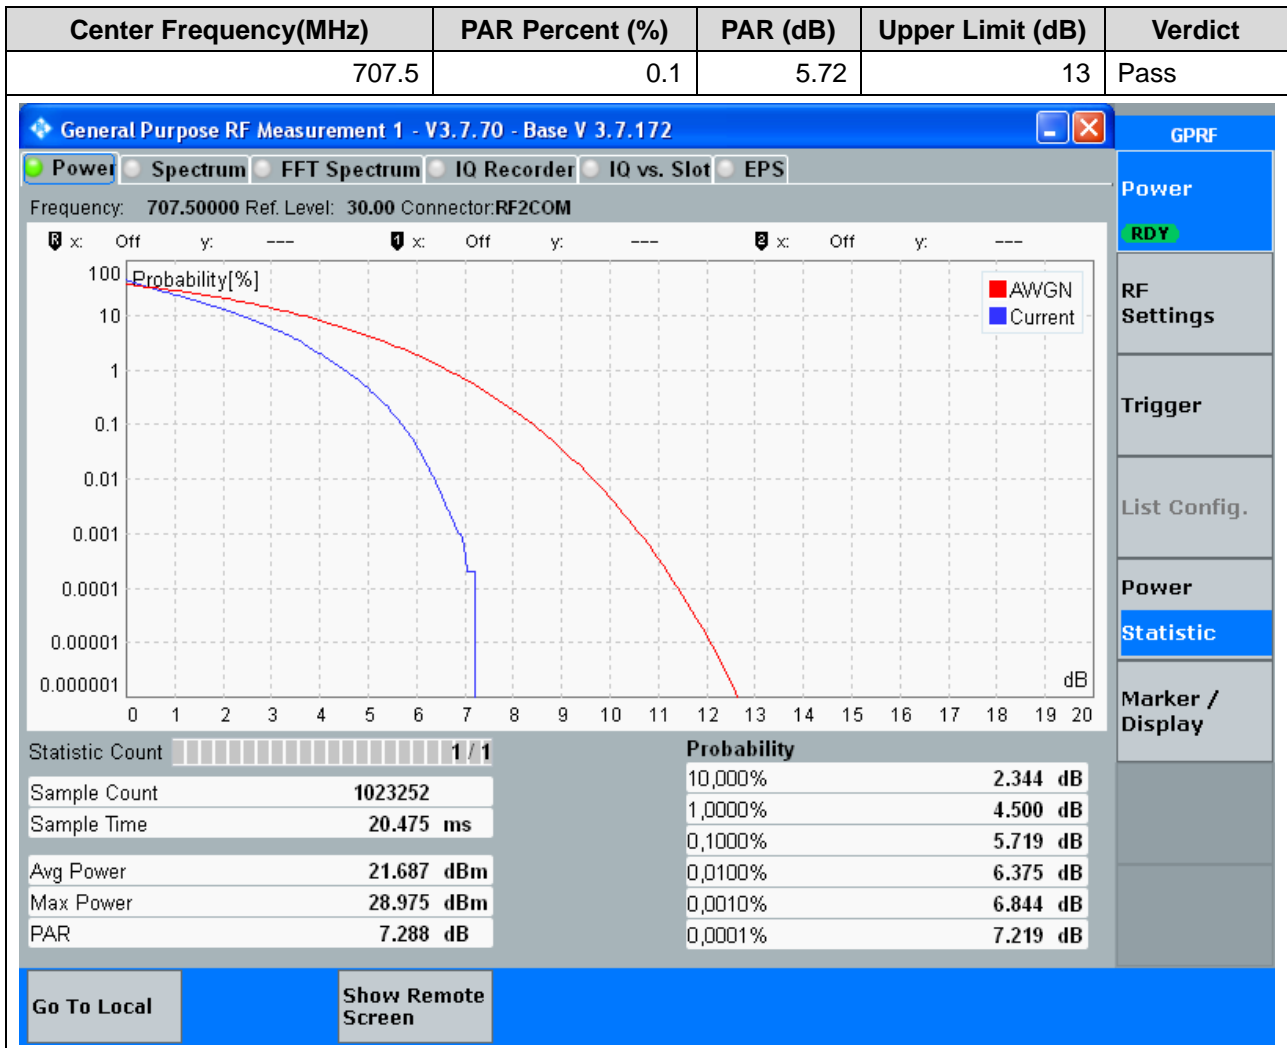 Center Frequency(MHz) PAR Percent (%) PAR (dB) Upper Limit (dB) Verdict
707.5 0.1 5.72 13 Pass
General Purpose RF Measurement 1 - V3.7.70 - Base V 3.7.172
GPRF
Power Spectrum FFT Spectrum IQ Recorder IQ vs. Slot EPS
Power
RDY
Frequency: 707.50000 Ref. Level: 30.00 Connector:RF2COM
R x: Off y: --- 1 x: Off y: --- 2 x: Off y: ---
Probability[%]
AWGN
Current
100
10
1
0.1
0.01
0.001
0.0001
0.00001
0.000001
dB
0 1 2 3 4 5 6 7 8 9 10 11 12 13 14 15 16 17 18 19 20
RF
Settings
Trigger
List Config.
Power
Statistic
Marker /
Display
Statistic Count 1 / 1
Sample Count 1023252
Sample Time 20.475 ms
Avg Power 21.687 dBm
Max Power 28.975 dBm
PAR 7.288 dB
Probability
10,000% 2.344 dB
1,0000% 4.500 dB
0,1000% 5.719 dB
0,0100% 6.375 dB
0,0010% 6.844 dB
0,0001% 7.219 dB
Go To Local
Show Remote
Screen